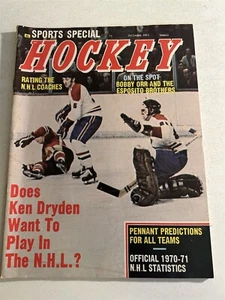 SPORTS SPECIAL
HOCKEY
RATING THE
N.H.L. COACHES
ON THE SPOT
BOBBY ORR AND THE
ESPOSITO BROTHERS
Does
Ken Dryden
Want To
Play In
The N.H.L.?
PENNANT PREDICTIONS
FOR ALL TEAMS
OFFICIAL 1970-71
N.H.L STATISTICS